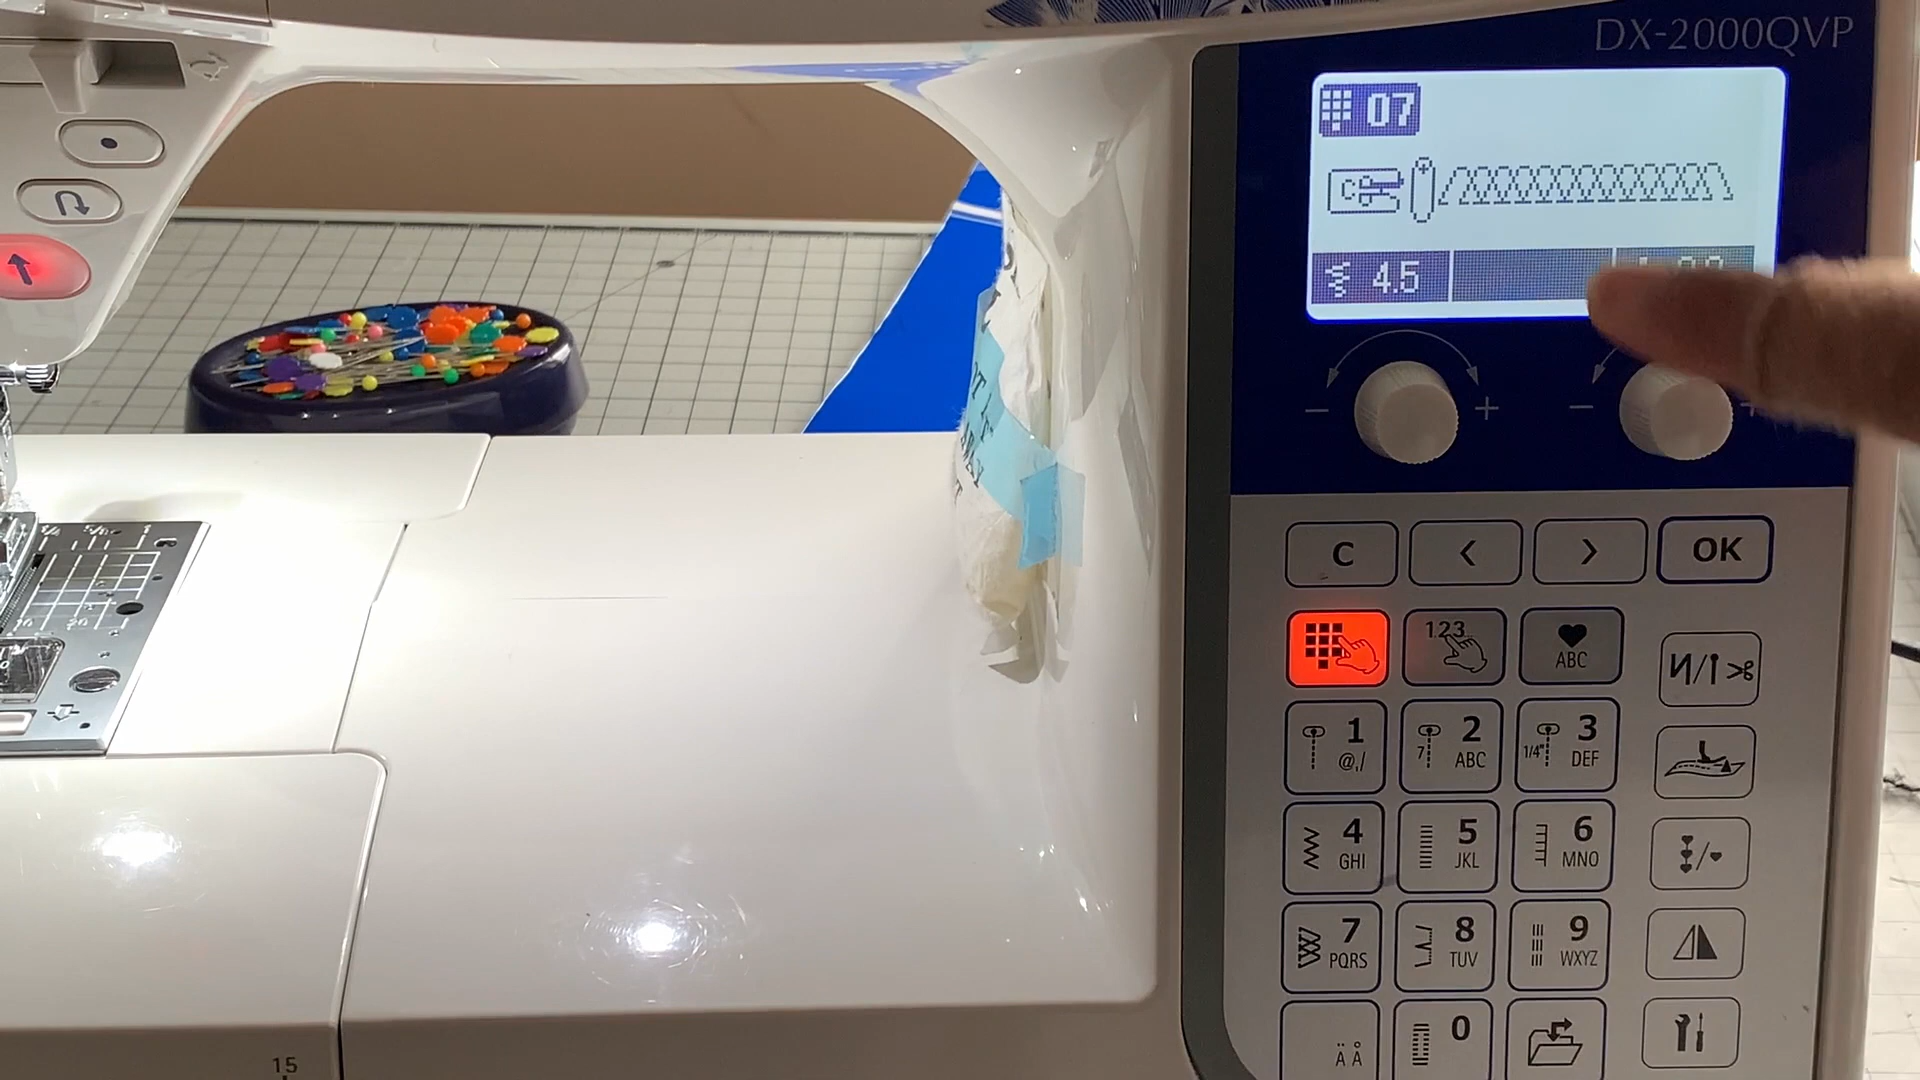 DX-2000QVP
07
C
4.5
C < > OK
123
ABC
1 @,/
7 2 ABC
1/4" 3 DEF
4 GHI
5 JKL
6 MNO
7 PQRS
8 TUV
9 WXYZ
Ä Å
0
15